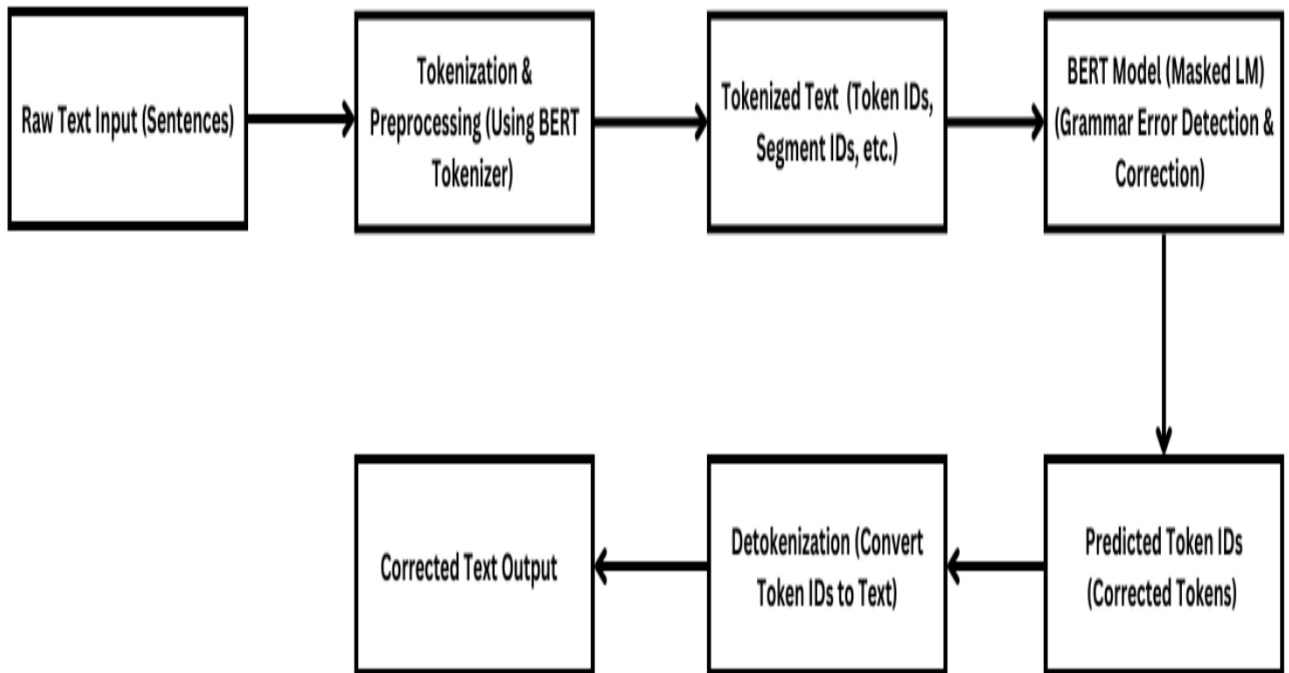 Raw Text Input (Sentences)
Tokenization &
Preprocessing (Using BERT
Tokenizer)
Tokenized Text (Token IDs,
Segment IDs, etc.)
BERT Model (Masked LM)
(Grammar Error Detection &
Correction)
Predicted Token IDs
(Corrected Tokens)
Detokenization (Convert
Token IDs to Text)
Corrected Text Output